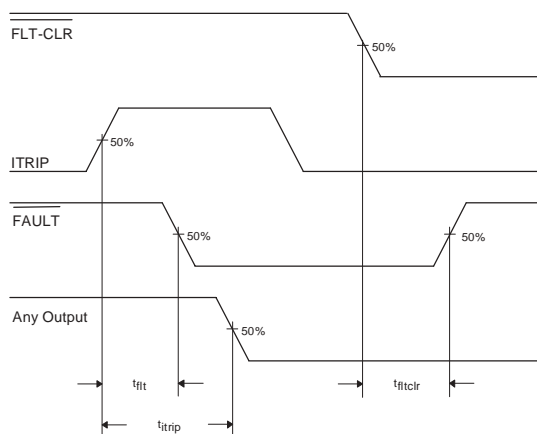 FLT-CLR
50%
50%
ITRIP
FAULT
50%
50%
Any Output
50%
tflt
tfltclr
titrip